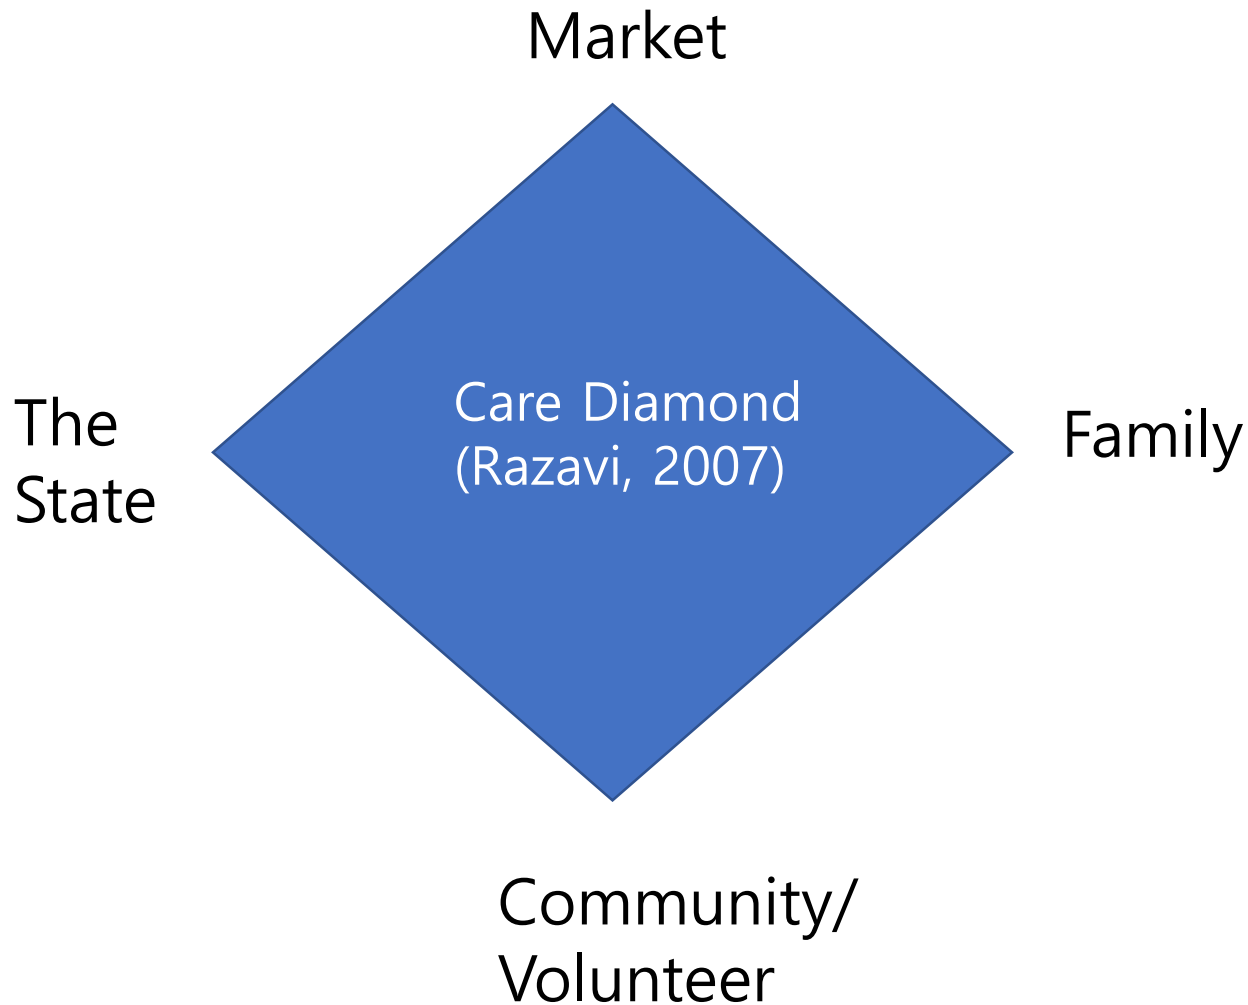 Market
The
State
Care Diamond
(Razavi, 2007)
Family
Community/
Volunteer